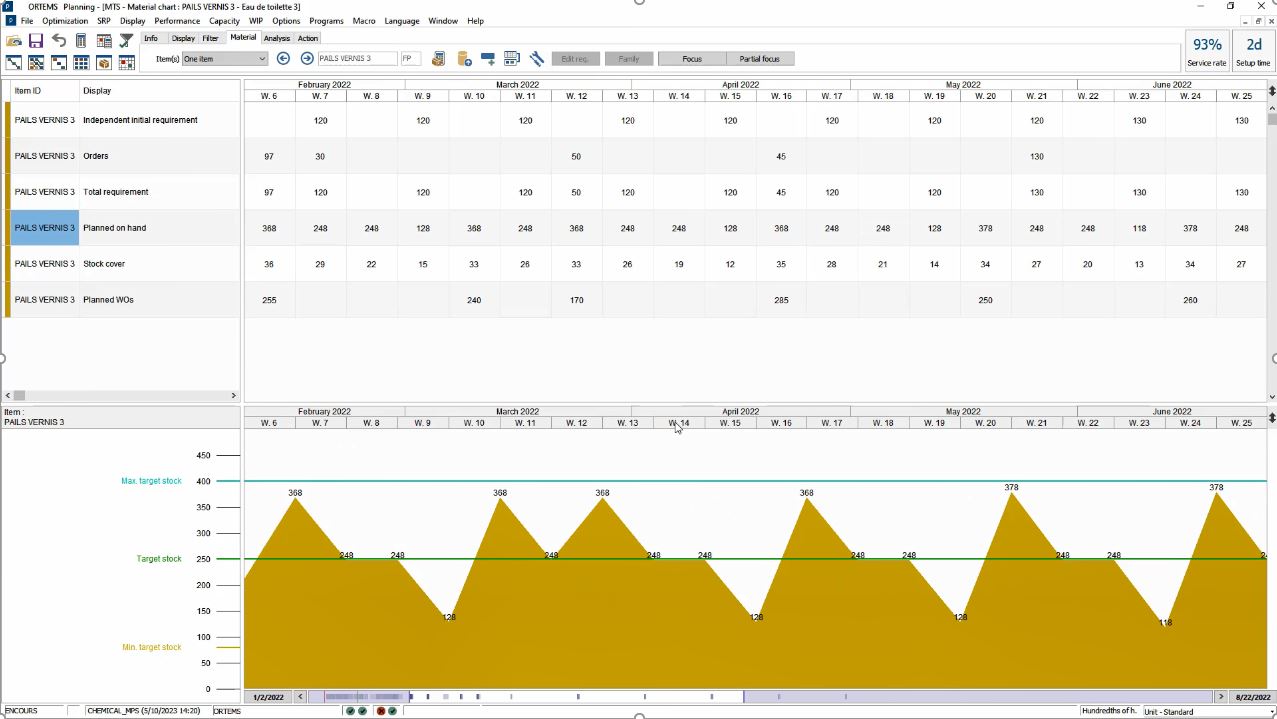 ORTEMS Planning - [MTS - Material chart : PAILS VERNIS 3 - Eau de toilette 3]
File Optimization SRP Display Performance Capacity WIP Options Programs Macro Language Window Help
Info Display Filter Material Analysis Action
Item(s) One item PAILS VERNIS 3 FP Edit req. Family Focus Partial focus
93% 2d
Service rate Setup time
Item ID Display February 2022 March 2022 April 2022 May 2022 June 2022
W. 6 W. 7 W. 8 W. 9 W. 10 W. 11 W. 12 W. 13 W. 14 W. 15 W. 16 W. 17 W. 18 W. 19 W. 20 W. 21 W. 22 W. 23 W. 24 W. 25
PAILS VERNIS 3 Independent initial requirement 120 120 120 120 120 120 120 120 130 130
PAILS VERNIS 3 Orders 97 30 50 45 130
PAILS VERNIS 3 Total requirement 97 120 120 120 50 120 120 45 120 120 130 130 130
PAILS VERNIS 3 Planned on hand 368 248 248 128 368 248 368 248 248 128 368 248 248 128 378 248 248 118 378 248
PAILS VERNIS 3 Stock cover 36 29 22 15 33 26 33 26 19 12 35 28 21 14 34 27 20 13 34 27
PAILS VERNIS 3 Planned WOs 255 240 170 285 250 260
Item : February 2022 March 2022 April 2022 May 2022 June 2022
PAILS VERNIS 3 W. 6 W. 7 W. 8 W. 9 W. 10 W. 11 W. 12 W. 13 W. 14 W. 15 W. 16 W. 17 W. 18 W. 19 W. 20 W. 21 W. 22 W. 23 W. 24 W. 25
450
Max. target stock 400
368 368 368 368 378 378
350
300
Target stock 250 248 248 248 248 248 248 248 248 248
200
150
128 128 128 118
100
Min. target stock
50
0
1/2/2022 8/22/2022
ENCOURS CHEMICAL_MPS (5/10/2023 14:20) ORTEMS Hundredths of h. Unit - Standard